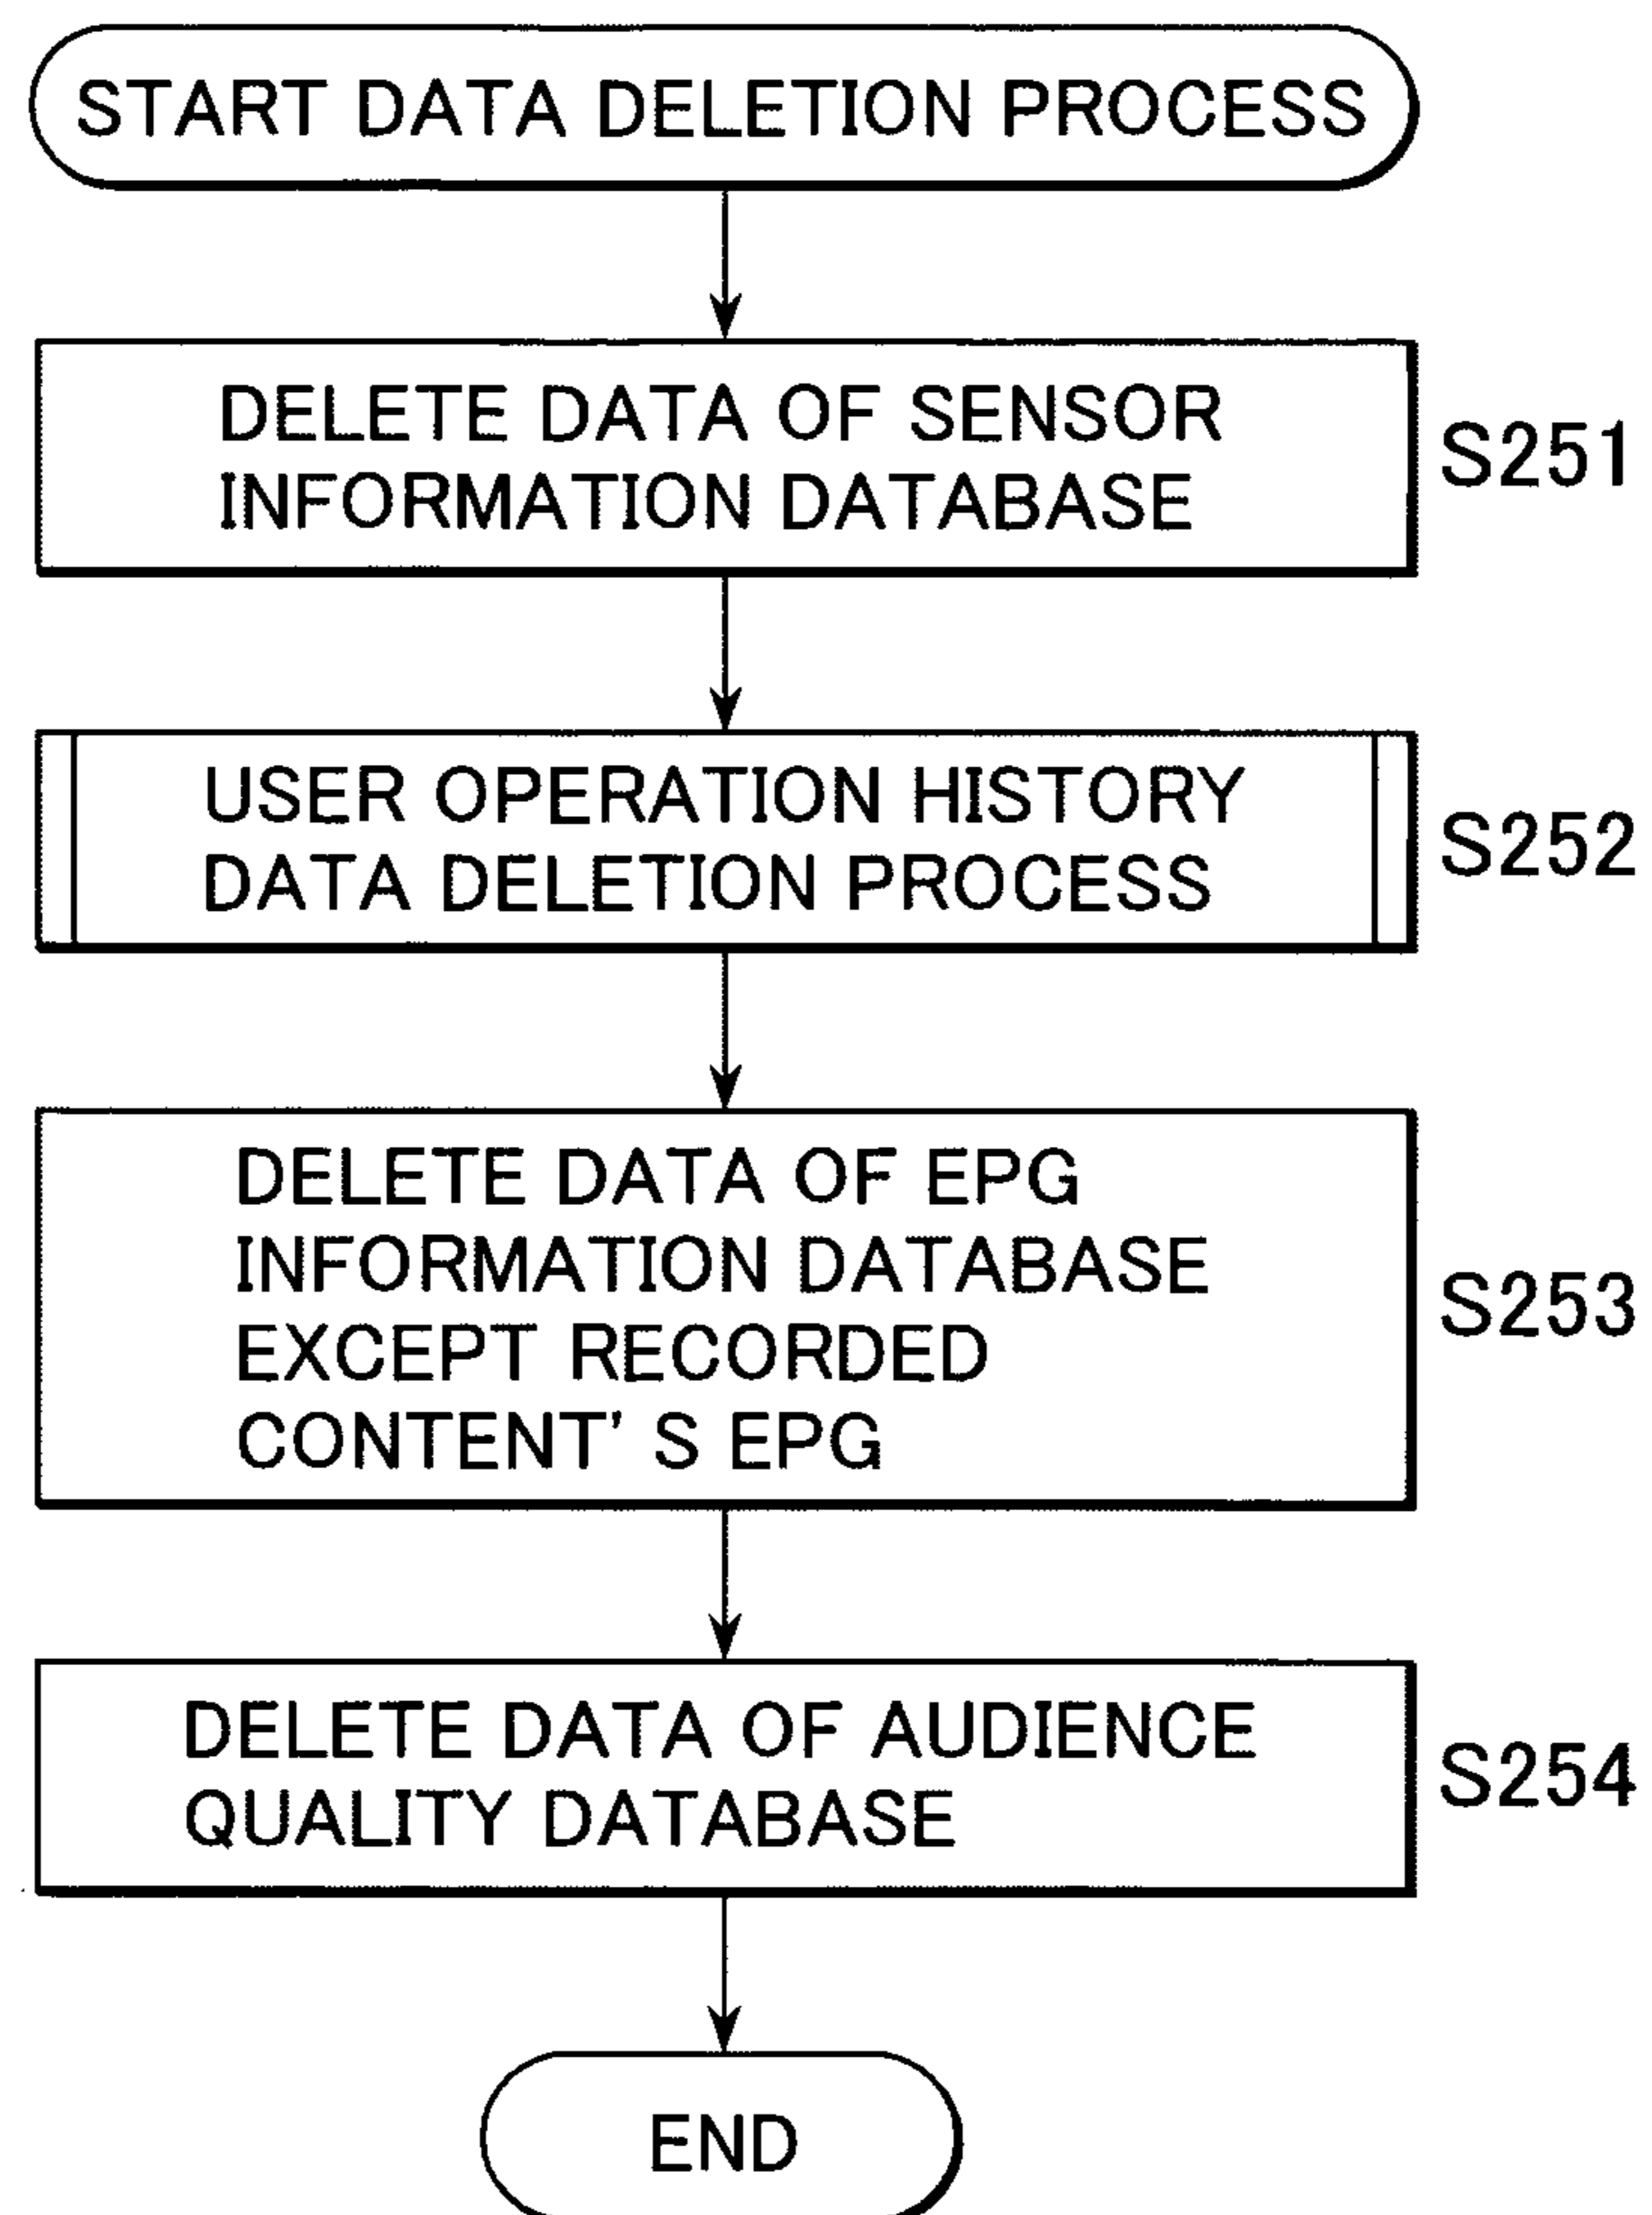 START DATA DELETION PROCESS
DELETE DATA OF SENSOR
INFORMATION DATABASE
S251
USER OPERATION HISTORY
DATA DELETION PROCESS
S252
DELETE DATA OF EPG
INFORMATION DATABASE
EXCEPT RECORDED
CONTENT' S EPG
S253
DELETE DATA OF AUDIENCE
QUALITY DATABASE
S254
END